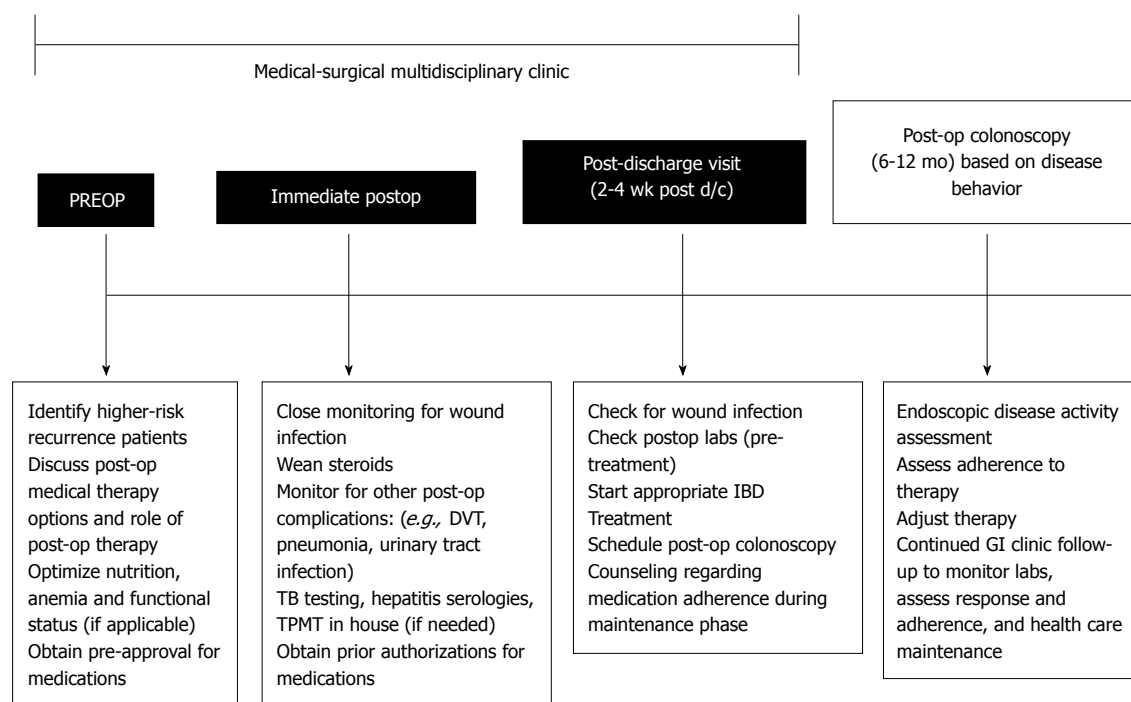 Medical-surgical multidisciplinary clinic
PREOP
Immediate postop
Post-discharge visit
(2-4 wk post d/c)
Post-op colonoscopy
(6-12 mo) based on disease
behavior
Identify higher-risk
recurrence patients
Discuss post-op
medical therapy
options and role of
post-op therapy
Optimize nutrition,
anemia and functional
status (if applicable)
Obtain pre-approval for
medications
Close monitoring for wound
infection
Wean steroids
Monitor for other post-op
complications: (e.g., DVT,
pneumonia, urinary tract
infection)
TB testing, hepatitis serologies,
TPMT in house (if needed)
Obtain prior authorizations for
medications
Check for wound infection
Check postop labs (pre-
treatment)
Start appropriate IBD
Treatment
Schedule post-op colonoscopy
Counseling regarding
medication adherence during
maintenance phase
Endoscopic disease activity
assessment
Assess adherence to
therapy
Adjust therapy
Continued GI clinic follow-
up to monitor labs,
assess response and
adherence, and health care
maintenance